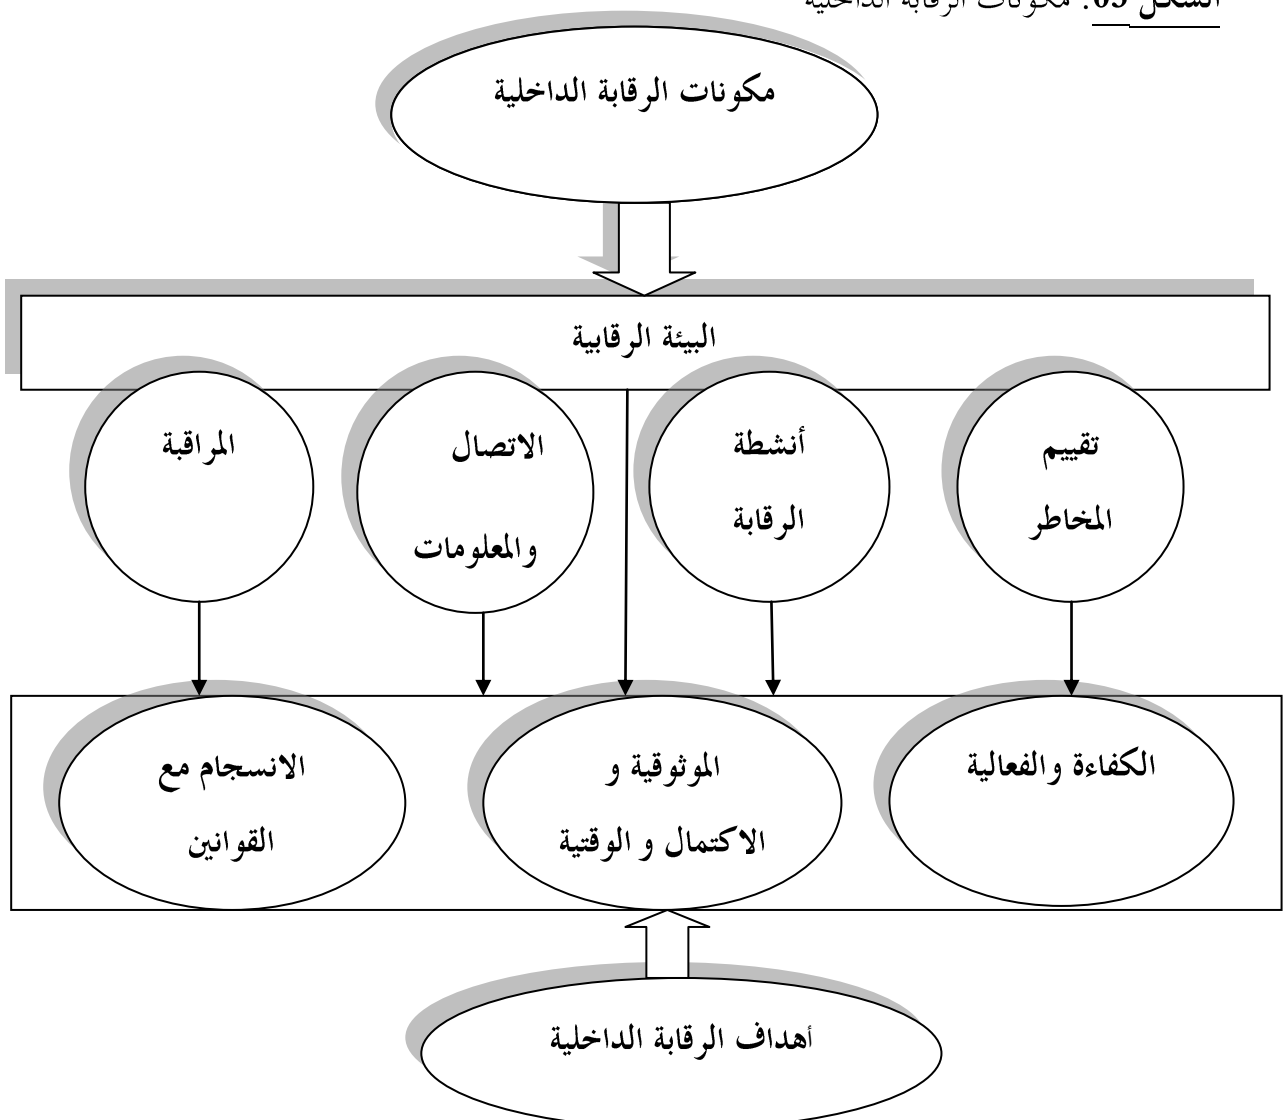 الشكل 03: مكونات الرقابة الداخلية
مكونات الرقابة الداخلية
البيئة الرقابية
تقييم
المخاطر
أنشطة
الرقابة
الاتصال
والمعلومات
المراقبة
الكفاءة والفعالية
الموثوقية و
الاكتمال و الوقتية
الانسجام مع
القوانين
أهداف الرقابة الداخلية